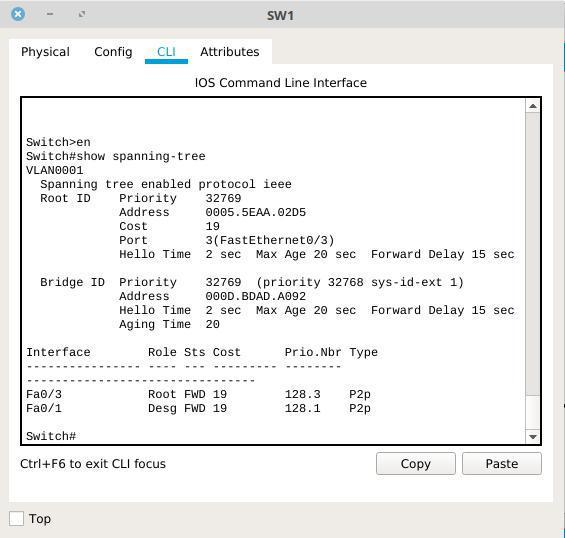 SW1
Physical Config CLI Attributes
IOS Command Line Interface
Switch>en
Switch#show spanning-tree
VLAN0001
  Spanning tree enabled protocol ieee
  Root ID    Priority    32769
             Address     0005.5EAA.02D5
             Cost        19
             Port        3(FastEthernet0/3)
             Hello Time  2 sec  Max Age 20 sec  Forward Delay 15 sec
  Bridge ID  Priority    32769  (priority 32768 sys-id-ext 1)
             Address     000D.BDAD.A092
             Hello Time  2 sec  Max Age 20 sec  Forward Delay 15 sec
             Aging Time  20
Interface        Role Sts Cost      Prio.Nbr Type
---------------- ---- --- --------- --------
--------------------------------
Fa0/3            Root FWD 19        128.3    P2p
Fa0/1            Desg FWD 19        128.1    P2p
Switch#
Ctrl+F6 to exit CLI focus Copy Paste
Top